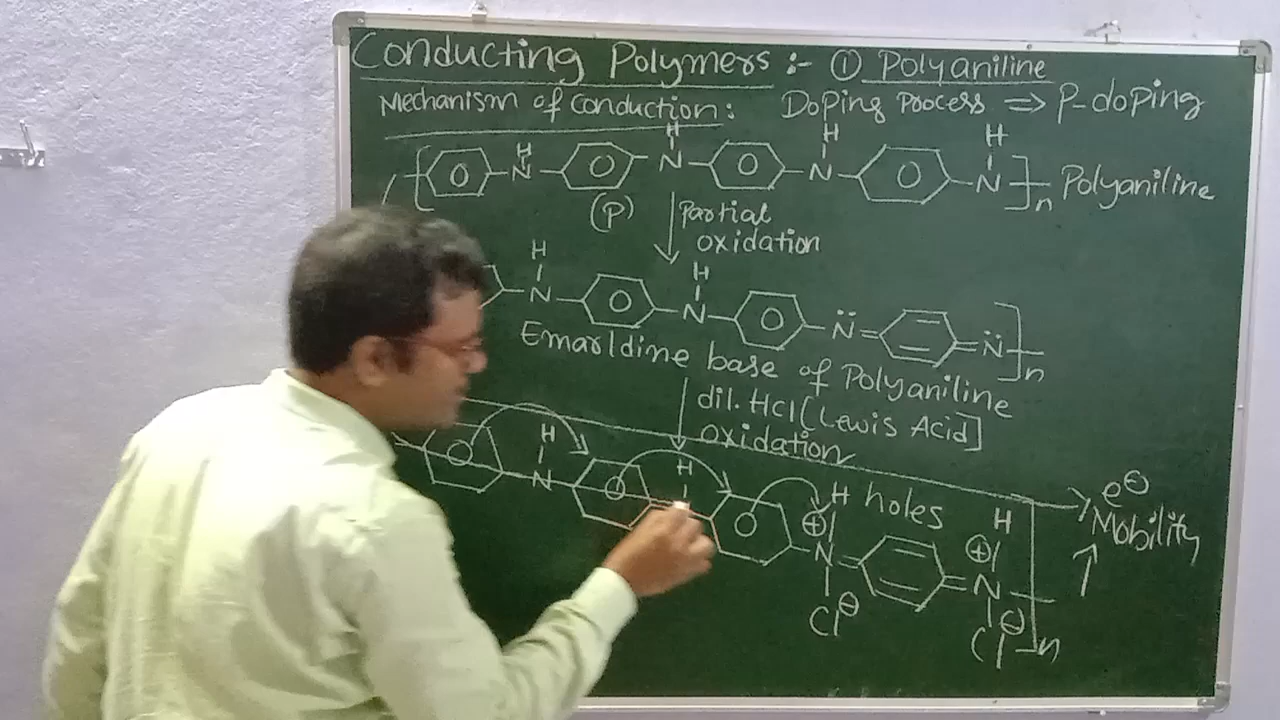 Conducting Polymers :- ① Polyaniline
Mechanism of Conduction : Doping Process ⇒ P-doping
H H H H
N N N N n Polyaniline
(P) Partial
oxidation
H H
N N N̈ N̈ n
Emarldine base of Polyaniline
dil. HCl [Lewis Acid]
oxidation
H H H holes H e⊖
N ⊕ N ⊕ N Mobility
Cl⊖ Cl⊖ n